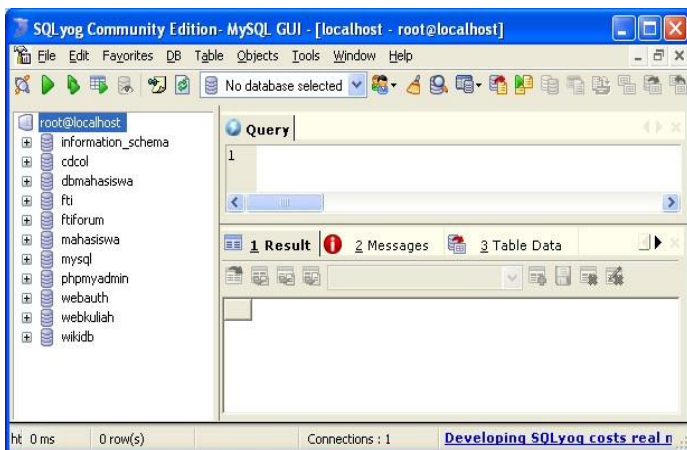 SQLyog Community Edition- MySQL GUI - [localhost - root@localhost]
File Edit Favorites DB Table Objects Tools Window Help
No database selected
root@localhost
information_schema
cdcol
dbmahasiswa
fti
ftiforum
mahasiswa
mysql
phpmyadmin
webauth
webkuliah
wikidb
Query
1
1 Result 2 Messages 3 Table Data
ht 0 ms 0 row(s) Connections : 1 Developing SQLyog costs real n